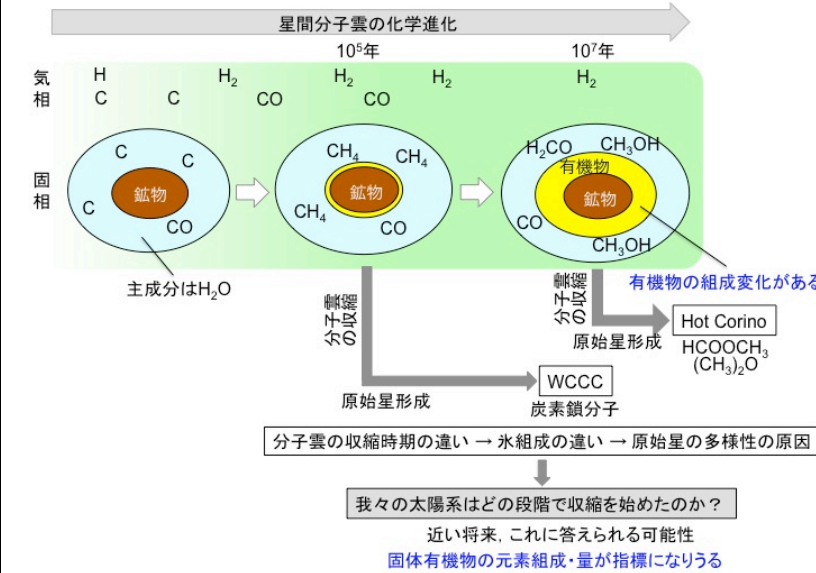 星間分子雲の化学進化
10⁵年
10⁷年
気相
H
H₂
H₂
H₂
H₂
C
C
CO
CO
固相
C
C
C
CO
鉱物
CH₄
CH₄
CH₄
CO
鉱物
H₂CO
CH₃OH
有機物
鉱物
CO
CH₃OH
主成分はH₂O
有機物の組成変化がある
分子雲の収縮
分子雲の収縮
原始星形成
Hot Corino
HCOOCH₃
(CH₃)₂O
原始星形成
WCCC
炭素鎖分子
分子雲の収縮時期の違い → 氷組成の違い → 原始星の多様性の原因
我々の太陽系はどの段階で収縮を始めたのか？
近い将来，これに答えられる可能性
固体有機物の元素組成・量が指標になりうる